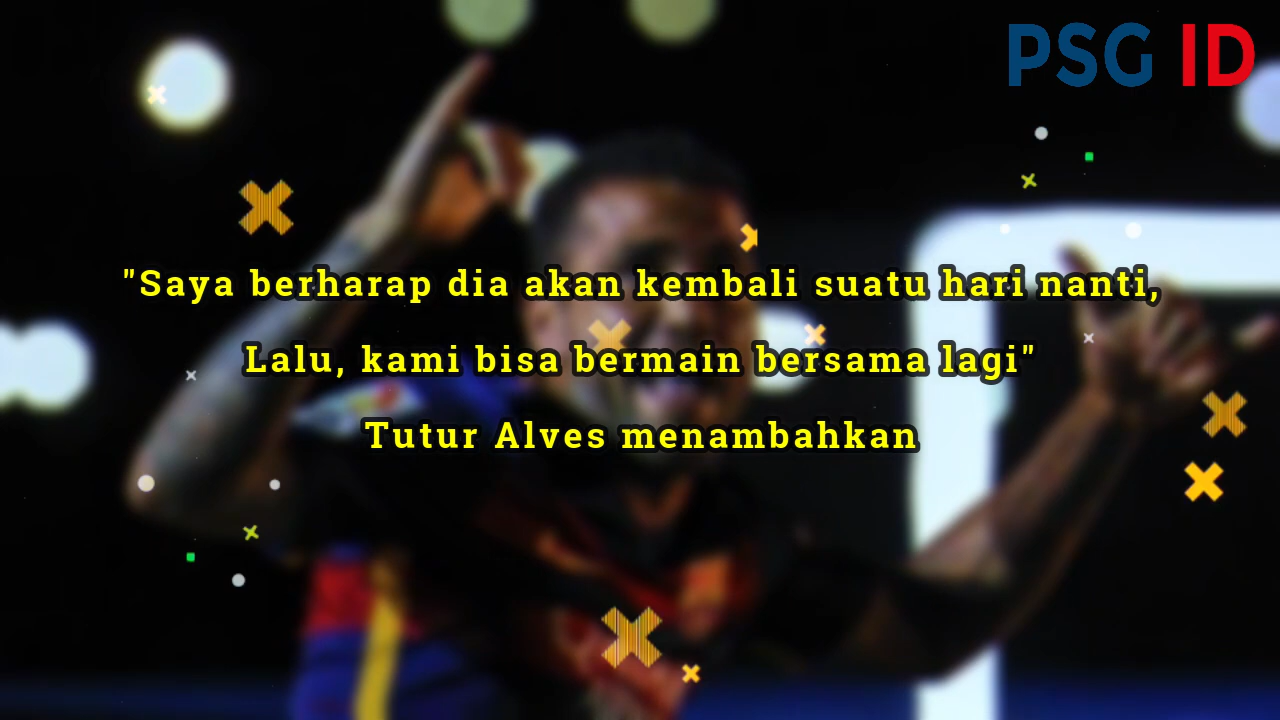 PSG ID
"Saya berharap dia akan kembali suatu hari nanti,
Lalu, kami bisa bermain bersama lagi"
Tutur Alves menambahkan